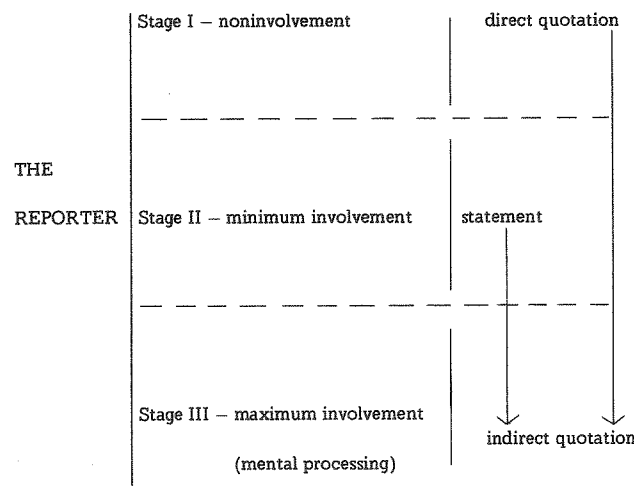 Stage I – noninvolvement direct quotation
THE
REPORTER Stage II – minimum involvement statement
Stage III – maximum involvement
indirect quotation
(mental processing)